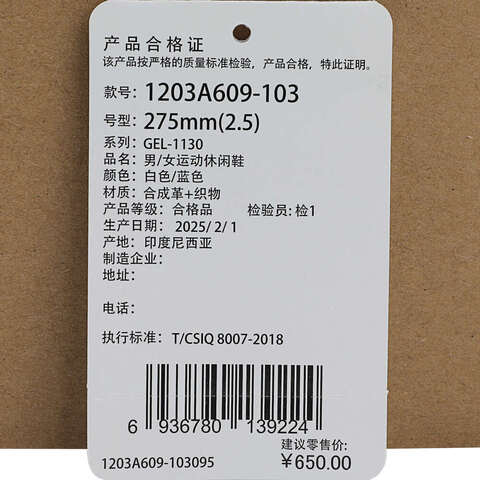 产品合格证
该产品按严格的质量标准检验，产品合格，特此证明。
款号: 1203A609-103
号型: 275mm(2.5)
系列: GEL-1130
品名: 男/女运动休闲鞋
颜色: 白色/蓝色
材质: 合成革+织物
产品等级: 合格品 检验员: 检1
生产日期: 2025/ 2/ 1
产地: 印度尼西亚
制造企业:
地址:
电话:
执行标准: T/CSIQ 8007-2018
6 936780 139224
建议零售价:
1203A609-103095 ¥650.00